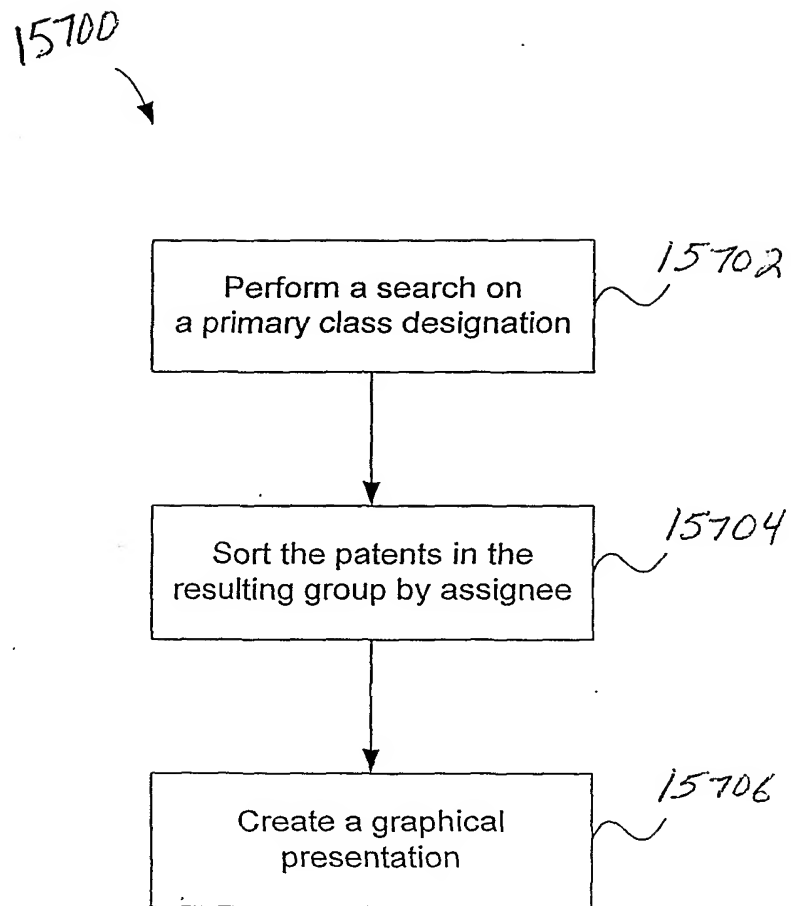 15700
Perform a search on
a primary class designation
15702
Sort the patents in the
resulting group by assignee
15704
Create a graphical
presentation
15706